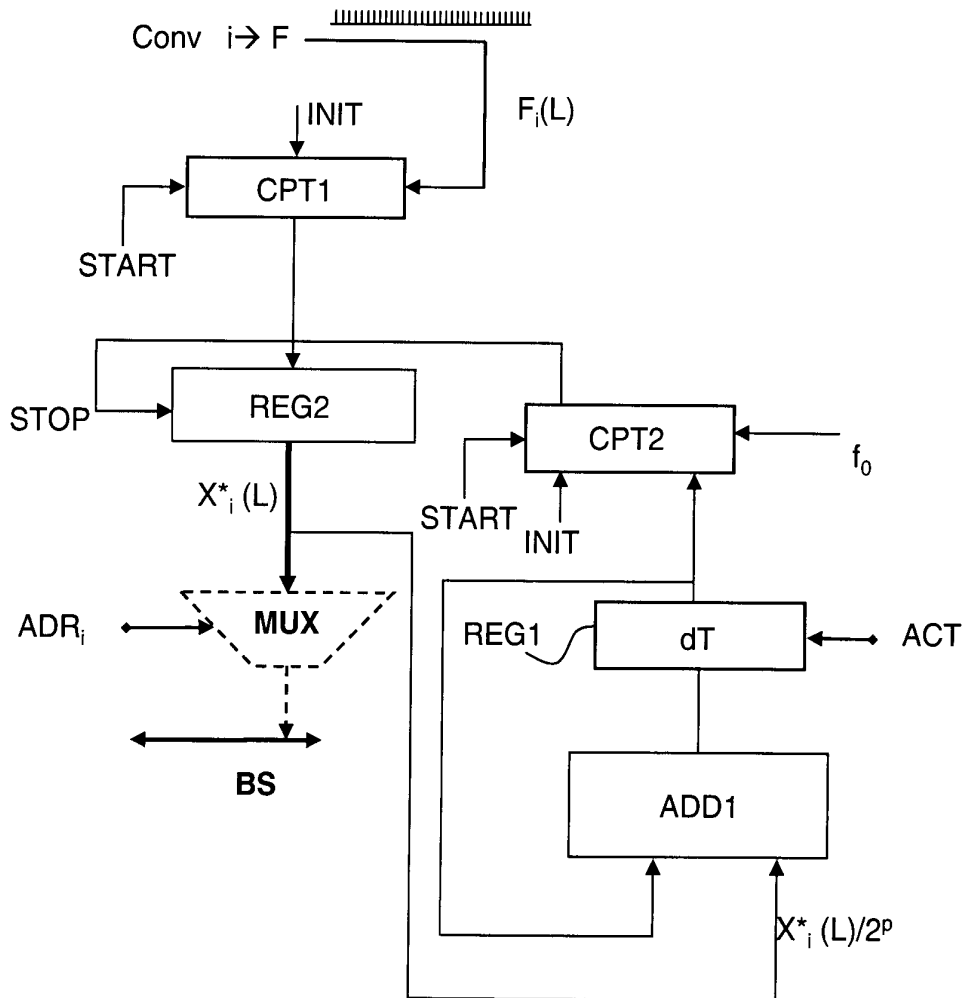 Conv i→ F
Fᵢ(L)
INIT
CPT1
START
REG2
STOP
CPT2
f₀
X*ᵢ (L)
START
INIT
ADRᵢ
MUX
REG1
dT
ACT
BS
ADD1
X*ᵢ (L)/2ᵖ